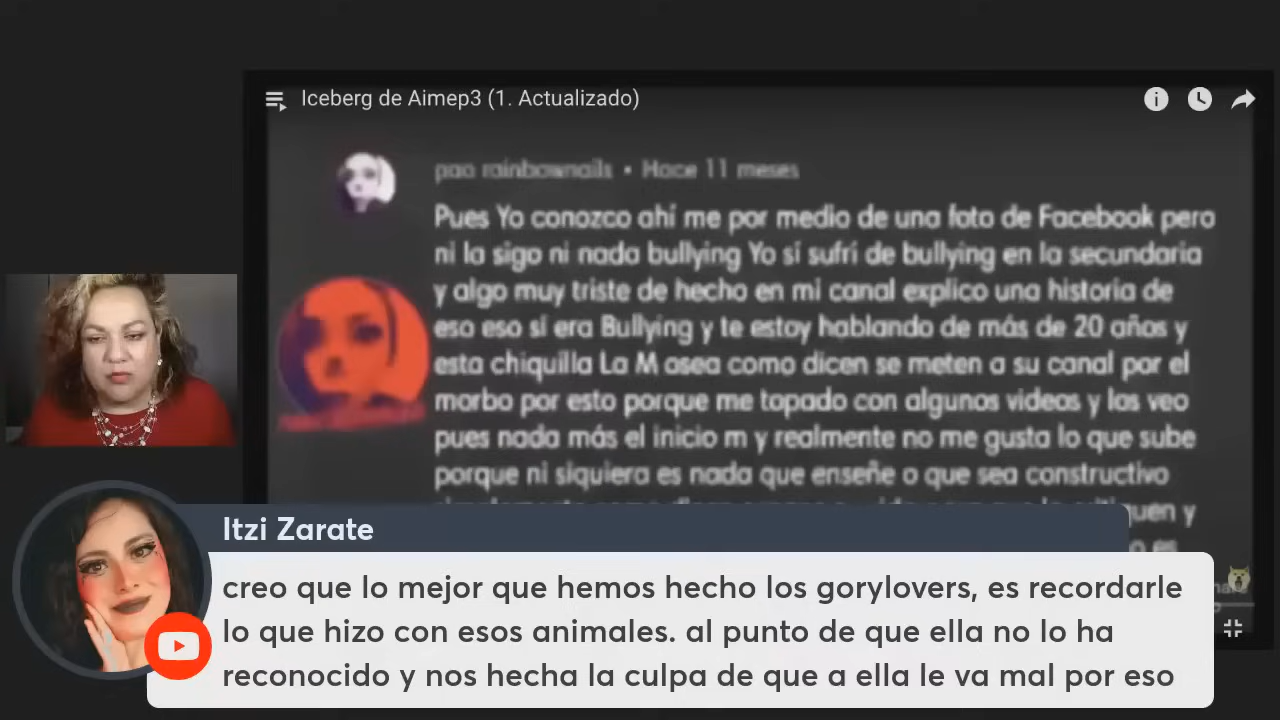 Iceberg de Aimep3 (1. Actualizado)
pao rainbownails • Hace 11 meses
Pues Yo conozco ahí me por medio de una foto de Facebook pero
ni la sigo ni nada bullying Yo sí sufrí de bullying en la secundaria
y algo muy triste de hecho en mi canal explico una historia de
eso eso sí era Bullying y te estoy hablando de más de 20 años y
esta chiquilla La M osea como dicen se meten a su canal por el
morbo por esto porque me topado con algunos videos y los veo
pues nada más el inicio m y realmente no me gusta lo que sube
porque ni siquiera es nada que enseñe o que sea constructivo
Itzi Zarate
creo que lo mejor que hemos hecho los gorylovers, es recordarle
lo que hizo con esos animales. al punto de que ella no lo ha
reconocido y nos hecha la culpa de que a ella le va mal por eso